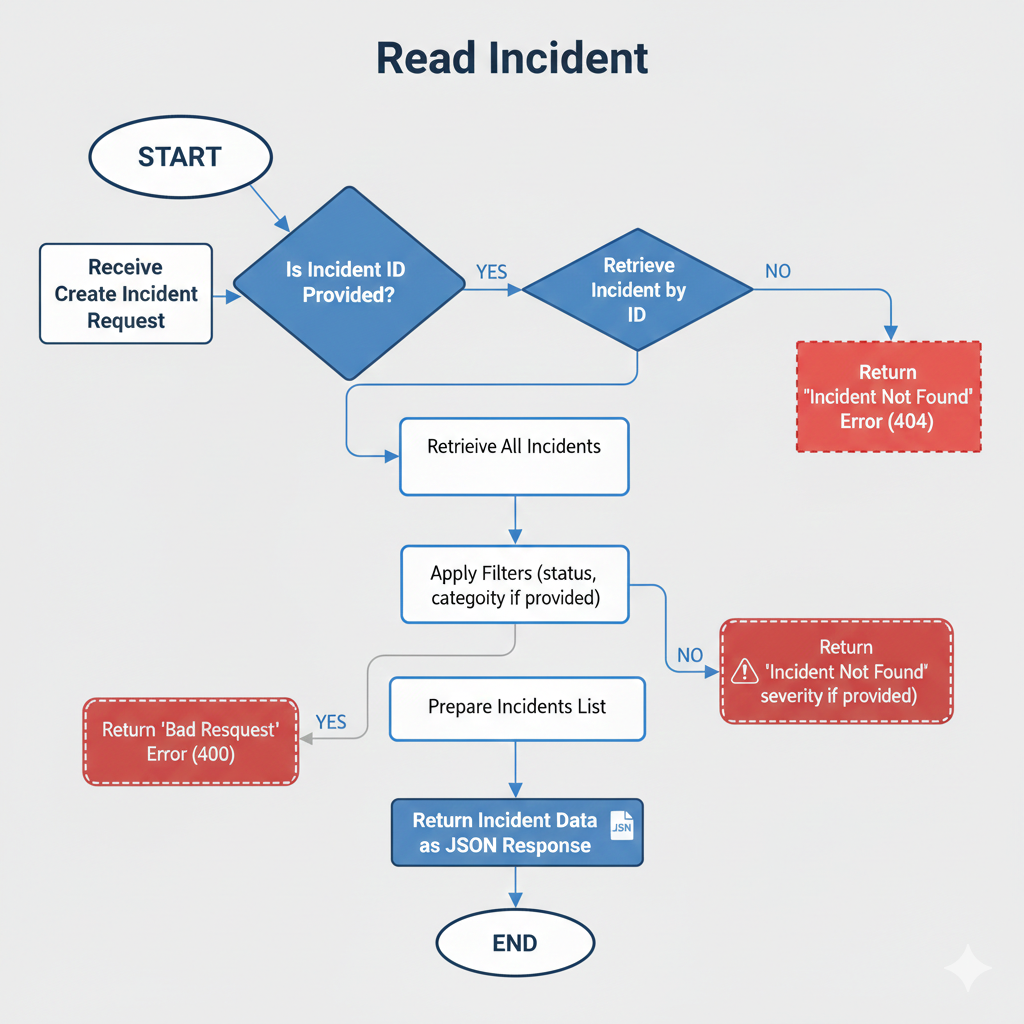 Read Incident
START
Receive
Create Incident
Request
Is Incident ID
Provided?
YES
Retrieve
Incident by
ID
NO
Return
"Incident Not Found'
Error (404)
Retrieive All Incidents
Apply Filters (status,
categoity if provided)
NO
Return
'Incident Not Found"
severity if provided)
YES
Return 'Bad Resquest'
Error (400)
Prepare Incidents List
Return Incident Data
as JSON Response
JSN
END